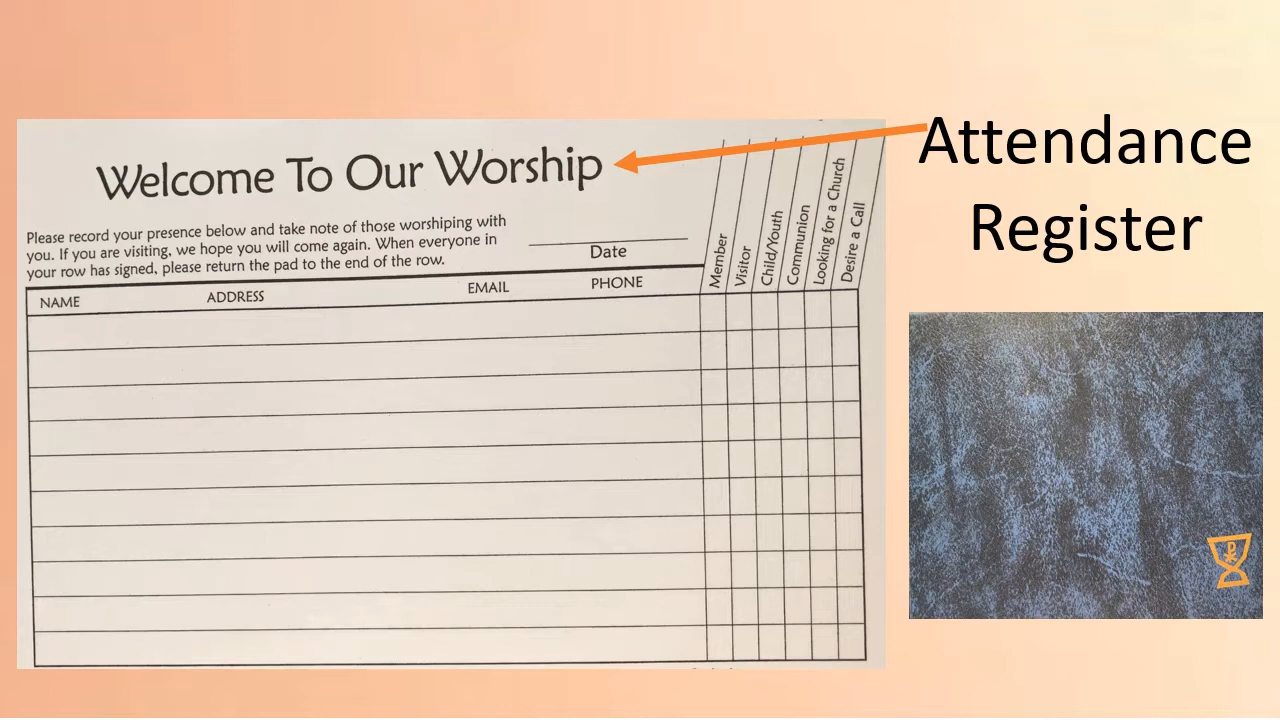 Attendance
Register
Welcome To Our Worship
Please record your presence below and take note of those worshiping with
you. If you are visiting, we hope you will come again. When everyone in
your row has signed, please return the pad to the end of the row.
Date
NAME ADDRESS EMAIL PHONE
Member
Visitor
Child/Youth
Communion
Looking for a Church
Desire a Call